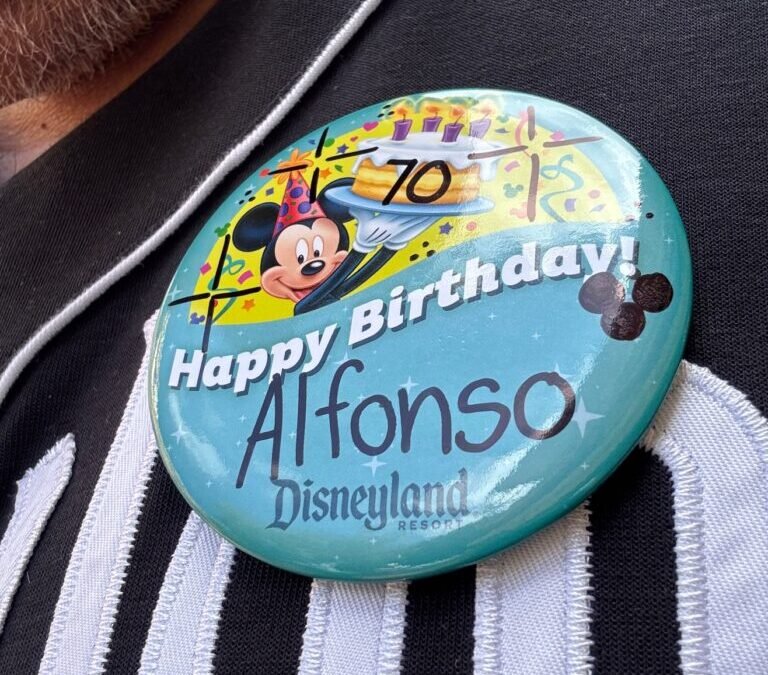 70
Happy Birthday!
Alfonso
Disneyland
RESORT